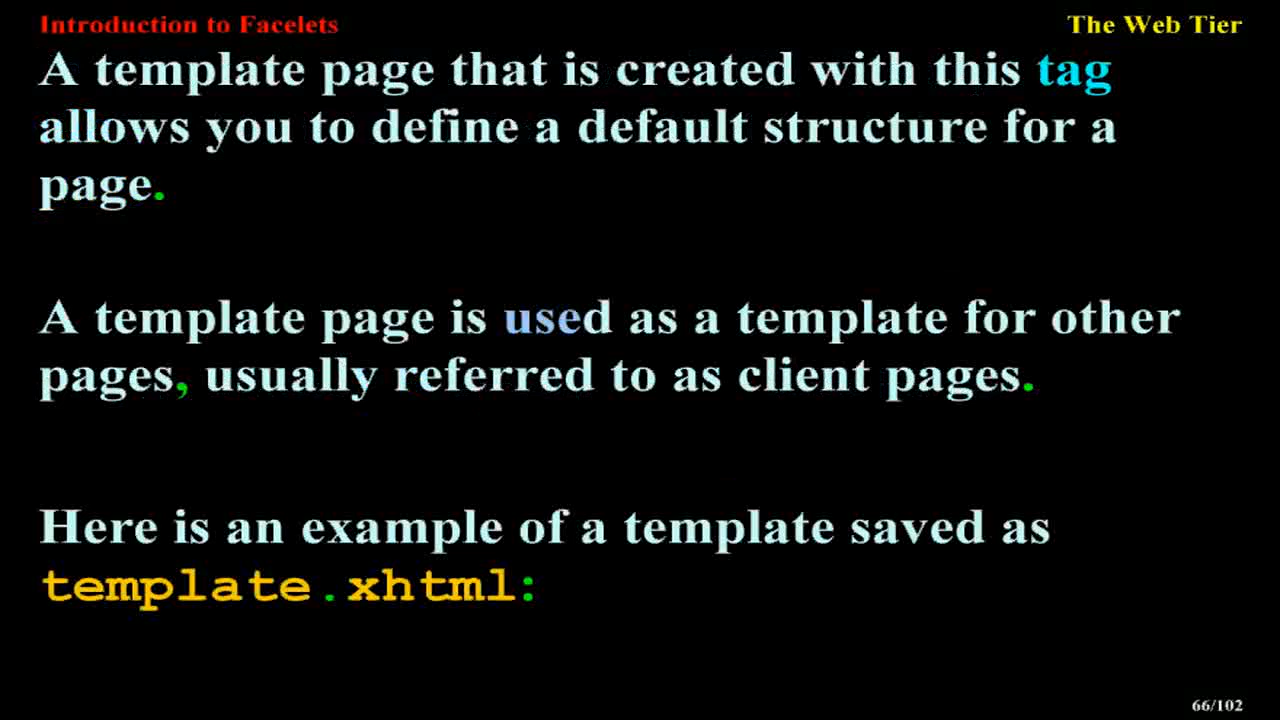 Introduction to Facelets
The Web Tier
A template page that is created with this tag
allows you to define a default structure for a
page.
A template page is used as a template for other
pages, usually referred to as client pages.
Here is an example of a template saved as
template.xhtml:
66/102